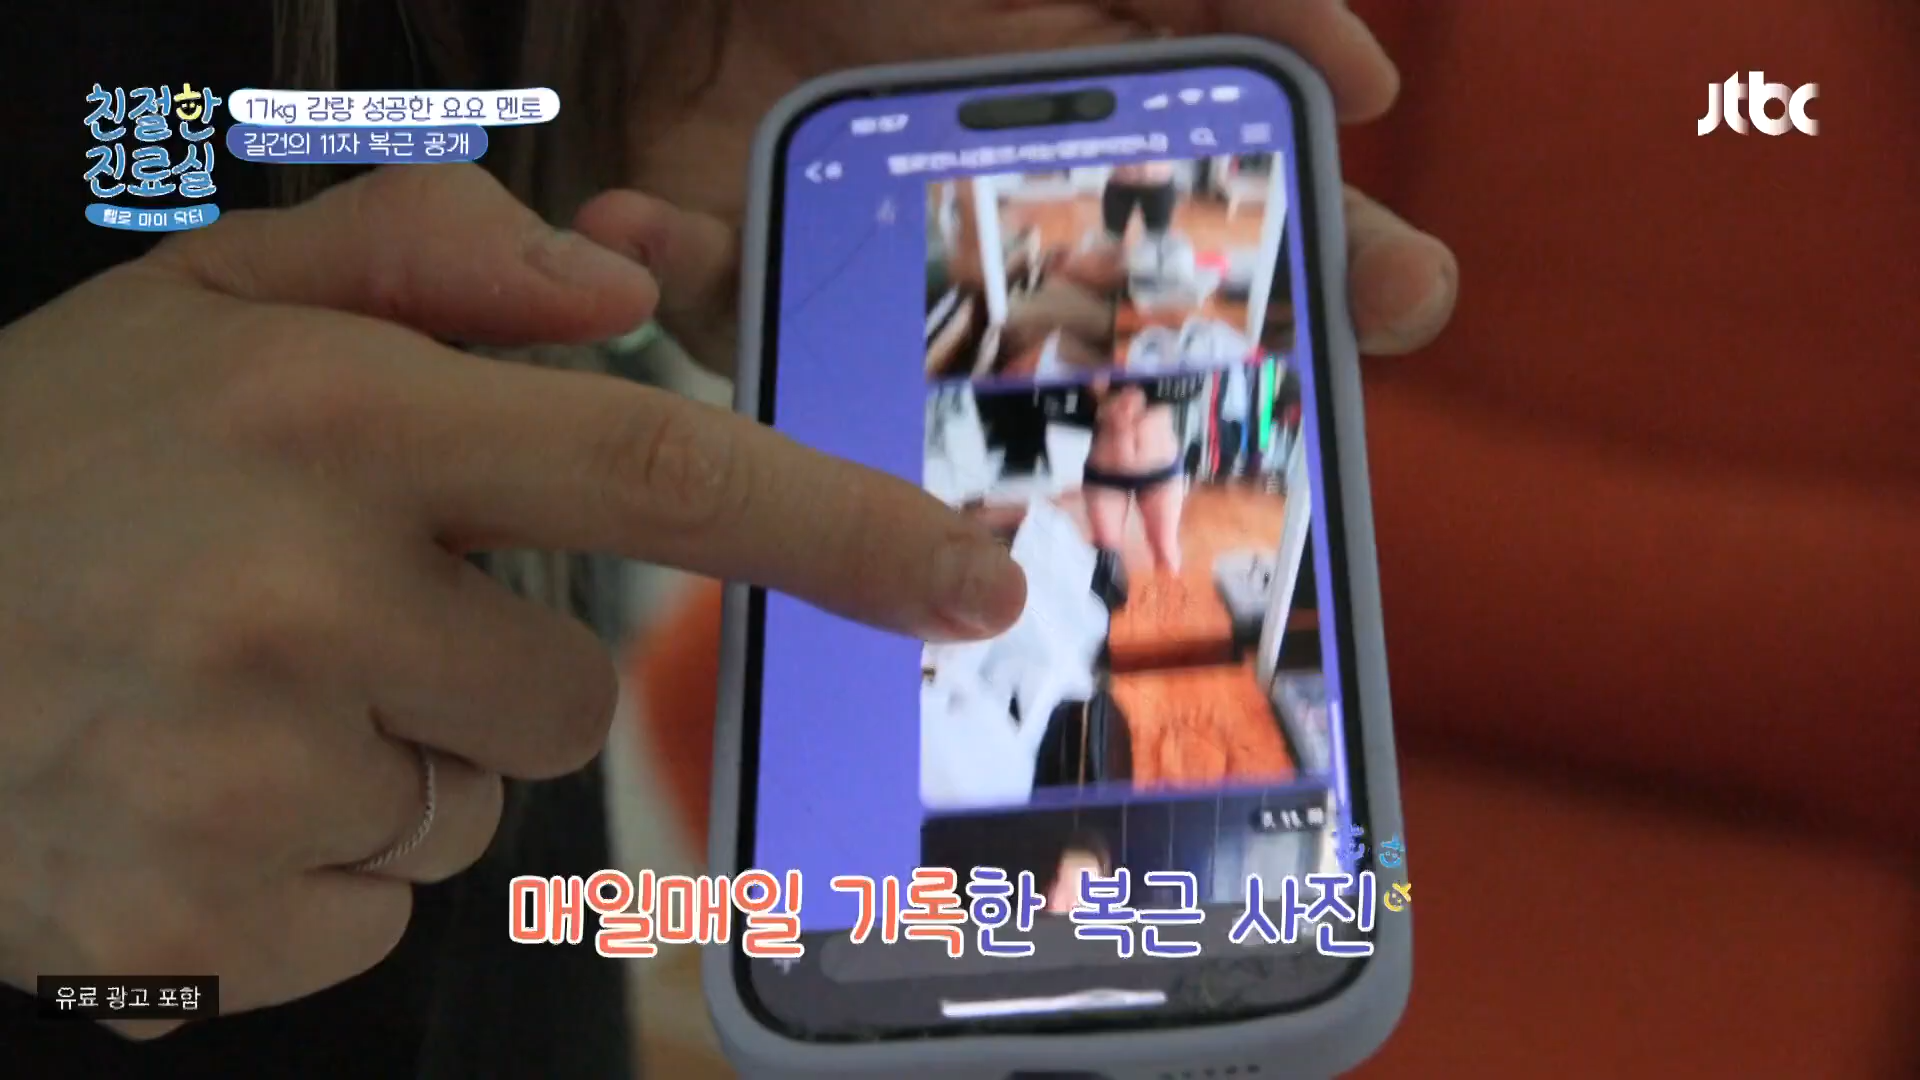 친절한
진료실
헬로 마이 닥터
17kg 감량 성공한 요요 멘토
길건의 11자 복근 공개
jtbc
매일매일 기록한 복근 사진
유료 광고 포함